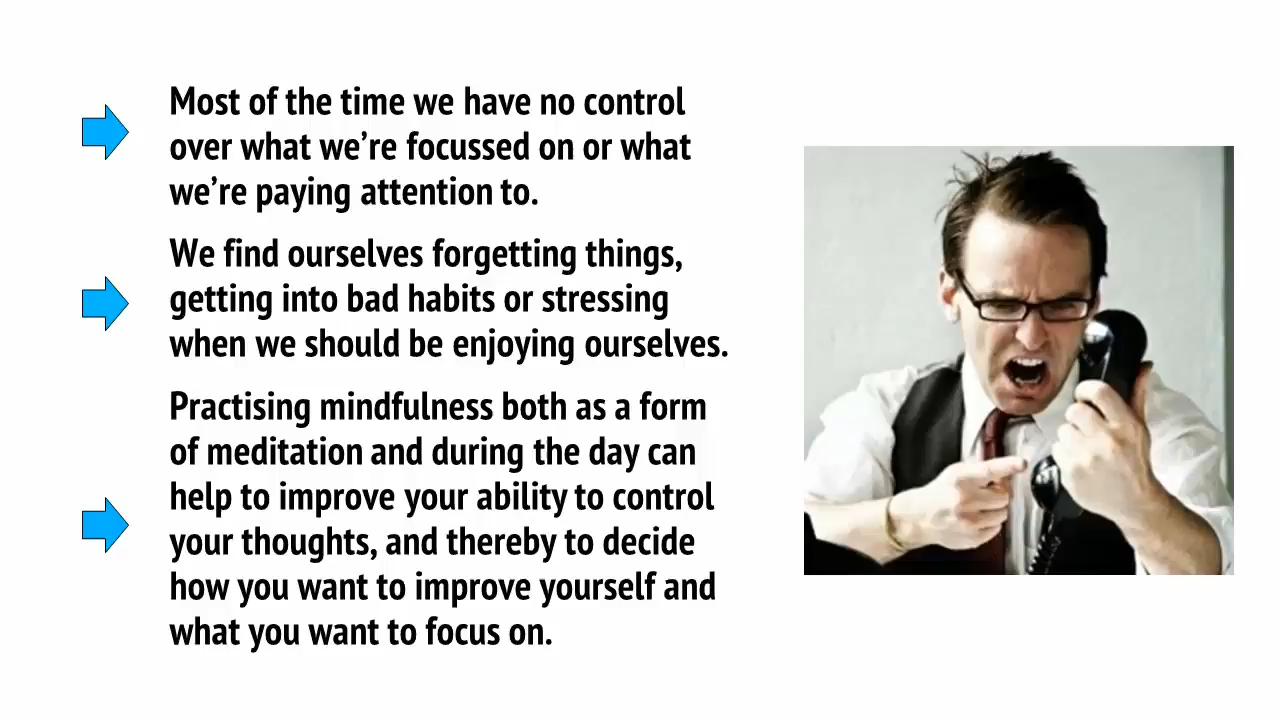 Most of the time we have no control
over what we're focussed on or what
we're paying attention to.
We find ourselves forgetting things,
getting into bad habits or stressing
when we should be enjoying ourselves.
Practising mindfulness both as a form
of meditation and during the day can
help to improve your ability to control
your thoughts, and thereby to decide
how you want to improve yourself and
what you want to focus on.